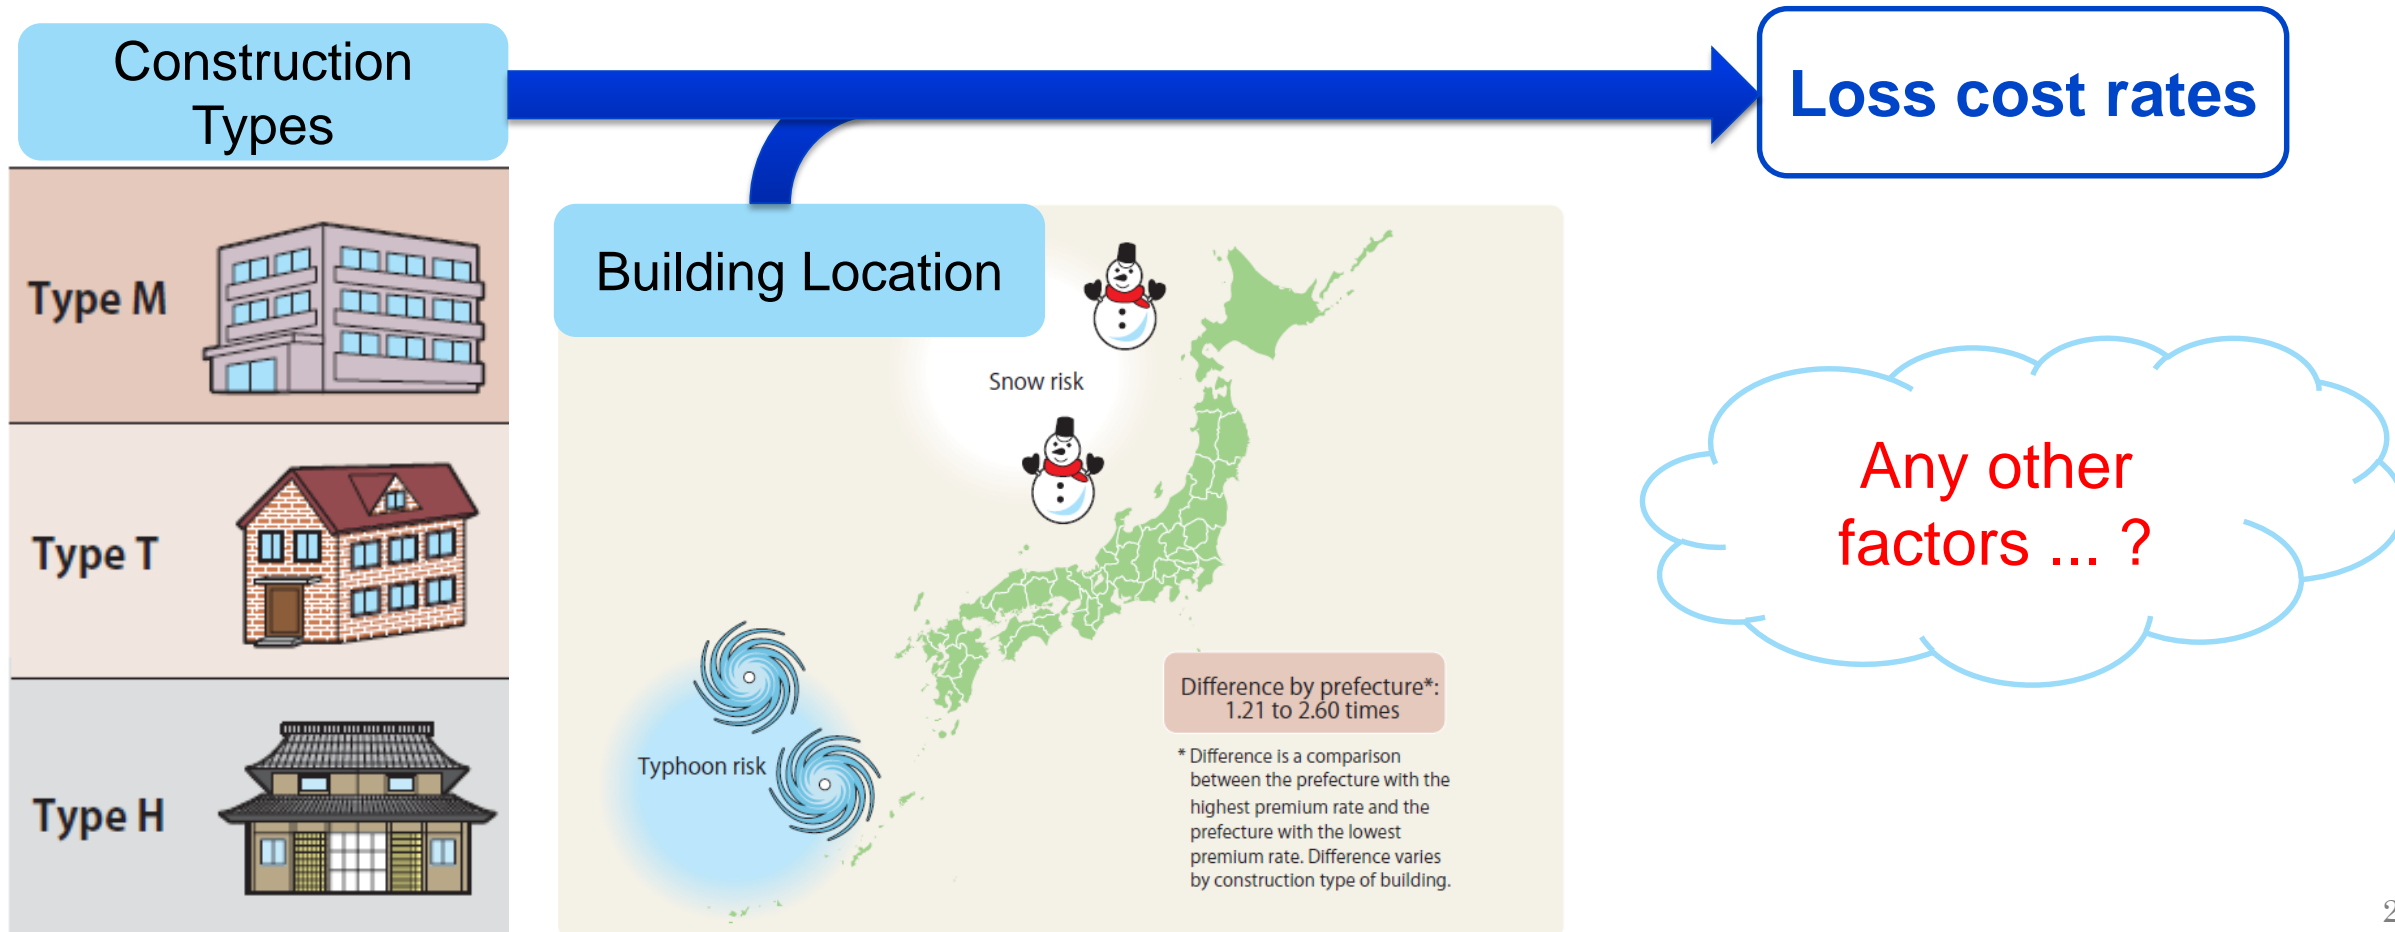 Construction
Types
Loss cost rates
Type M
Type T
Type H
Building Location
Snow risk
Typhoon risk
Difference by prefecture*:
1.21 to 2.60 times
* Difference is a comparison
between the prefecture with the
highest premium rate and the
prefecture with the lowest
premium rate. Difference varies
by construction type of building.
Any other
factors ... ?
2